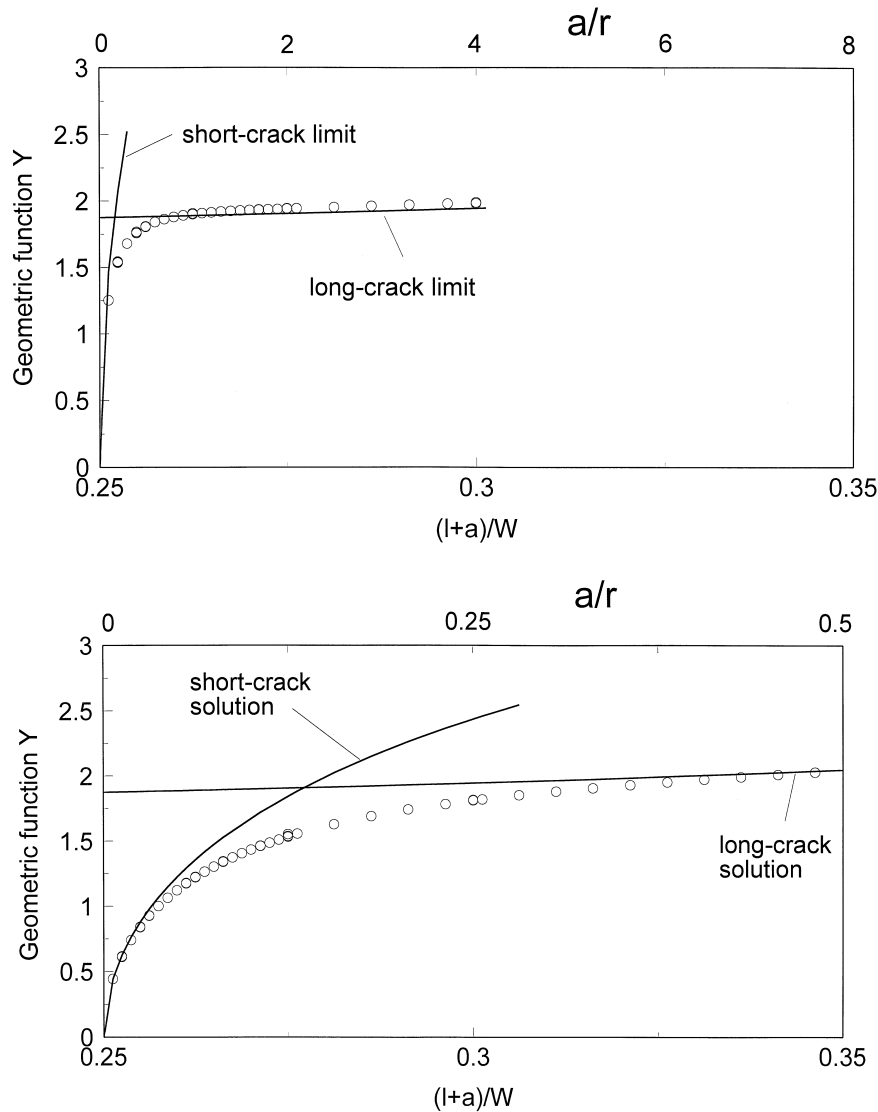 a/r
0 2 4 6 8
3
2.5
2
1.5
1
0.5
0
Geometric function Y
short-crack limit
long-crack limit
0.25 0.3 0.35
(l+a)/W
a/r
0 0.25 0.5
3
2.5
2
1.5
1
0.5
0
Geometric function Y
short-crack
solution
long-crack
solution
0.25 0.3 0.35
(l+a)/W